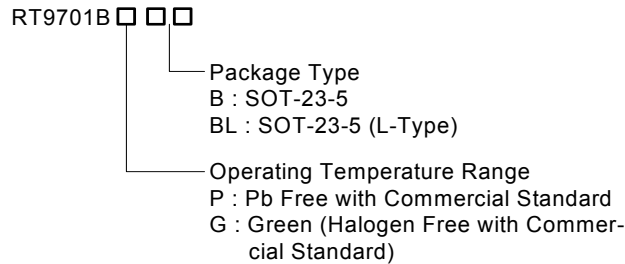 RT9701B
Package Type
B : SOT-23-5
BL : SOT-23-5 (L-Type)
Operating Temperature Range
P : Pb Free with Commercial Standard
G : Green (Halogen Free with Commer-
cial Standard)